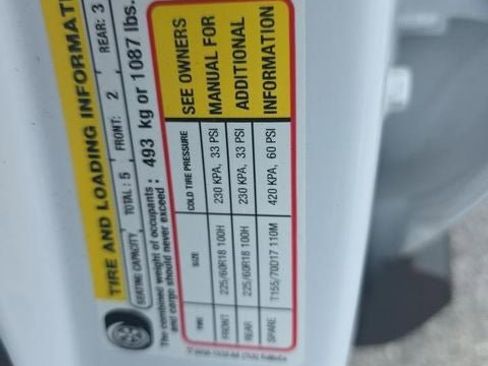 TIRE AND LOADING INFORMATI
SEATING CAPACITY TOTAL : 5 FRONT: 2 REAR: 3
The combined weight of occupants and cargo should never exceed : 493 kg or 1087 lbs.
TIRE SIZE COLD TIRE PRESSURE
FRONT 225/60R18 100H 230 KPA, 33 PSI
REAR 225/60R18 100H 230 KPA, 33 PSI
SPARE T155/70D17 110M 420 KPA, 60 PSI
SEE OWNERS
MANUAL FOR
ADDITIONAL
INFORMATION